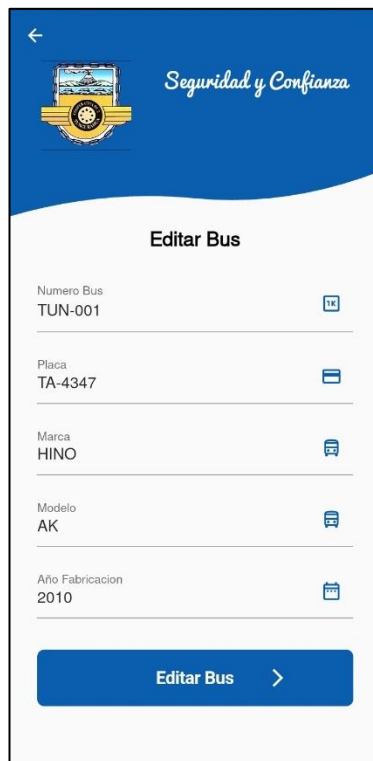 Seguridad y Confianza
Editar Bus
Numero Bus
TUN-001
1K
Placa
TA-4347
Marca
HINO
Modelo
AK
Año Fabricacion
2010
Editar Bus